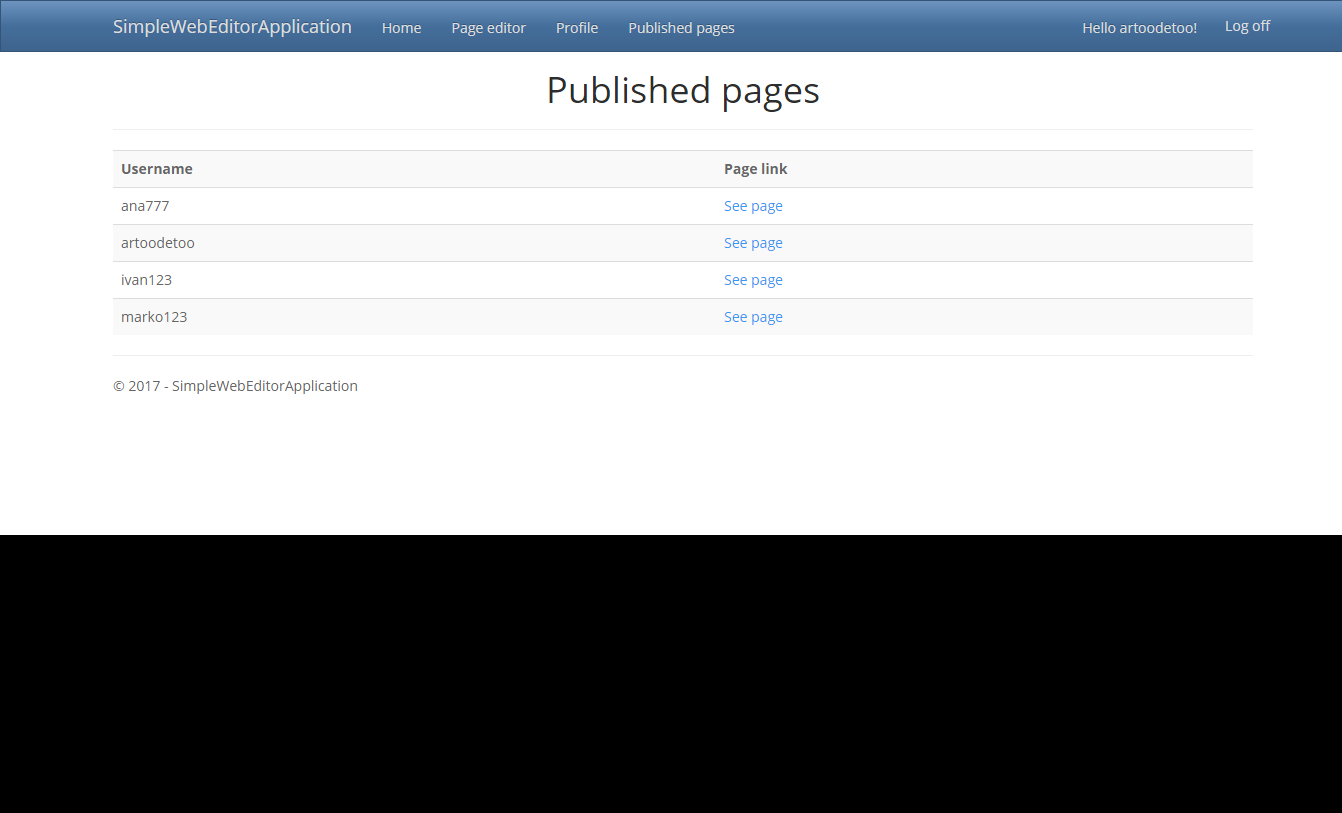 SimpleWebEditorApplication Home Page editor Profile Published pages Hello artoodetoo! Log off
Published pages
Username Page link
ana777 See page
artoodetoo See page
ivan123 See page
marko123 See page
© 2017 - SimpleWebEditorApplication